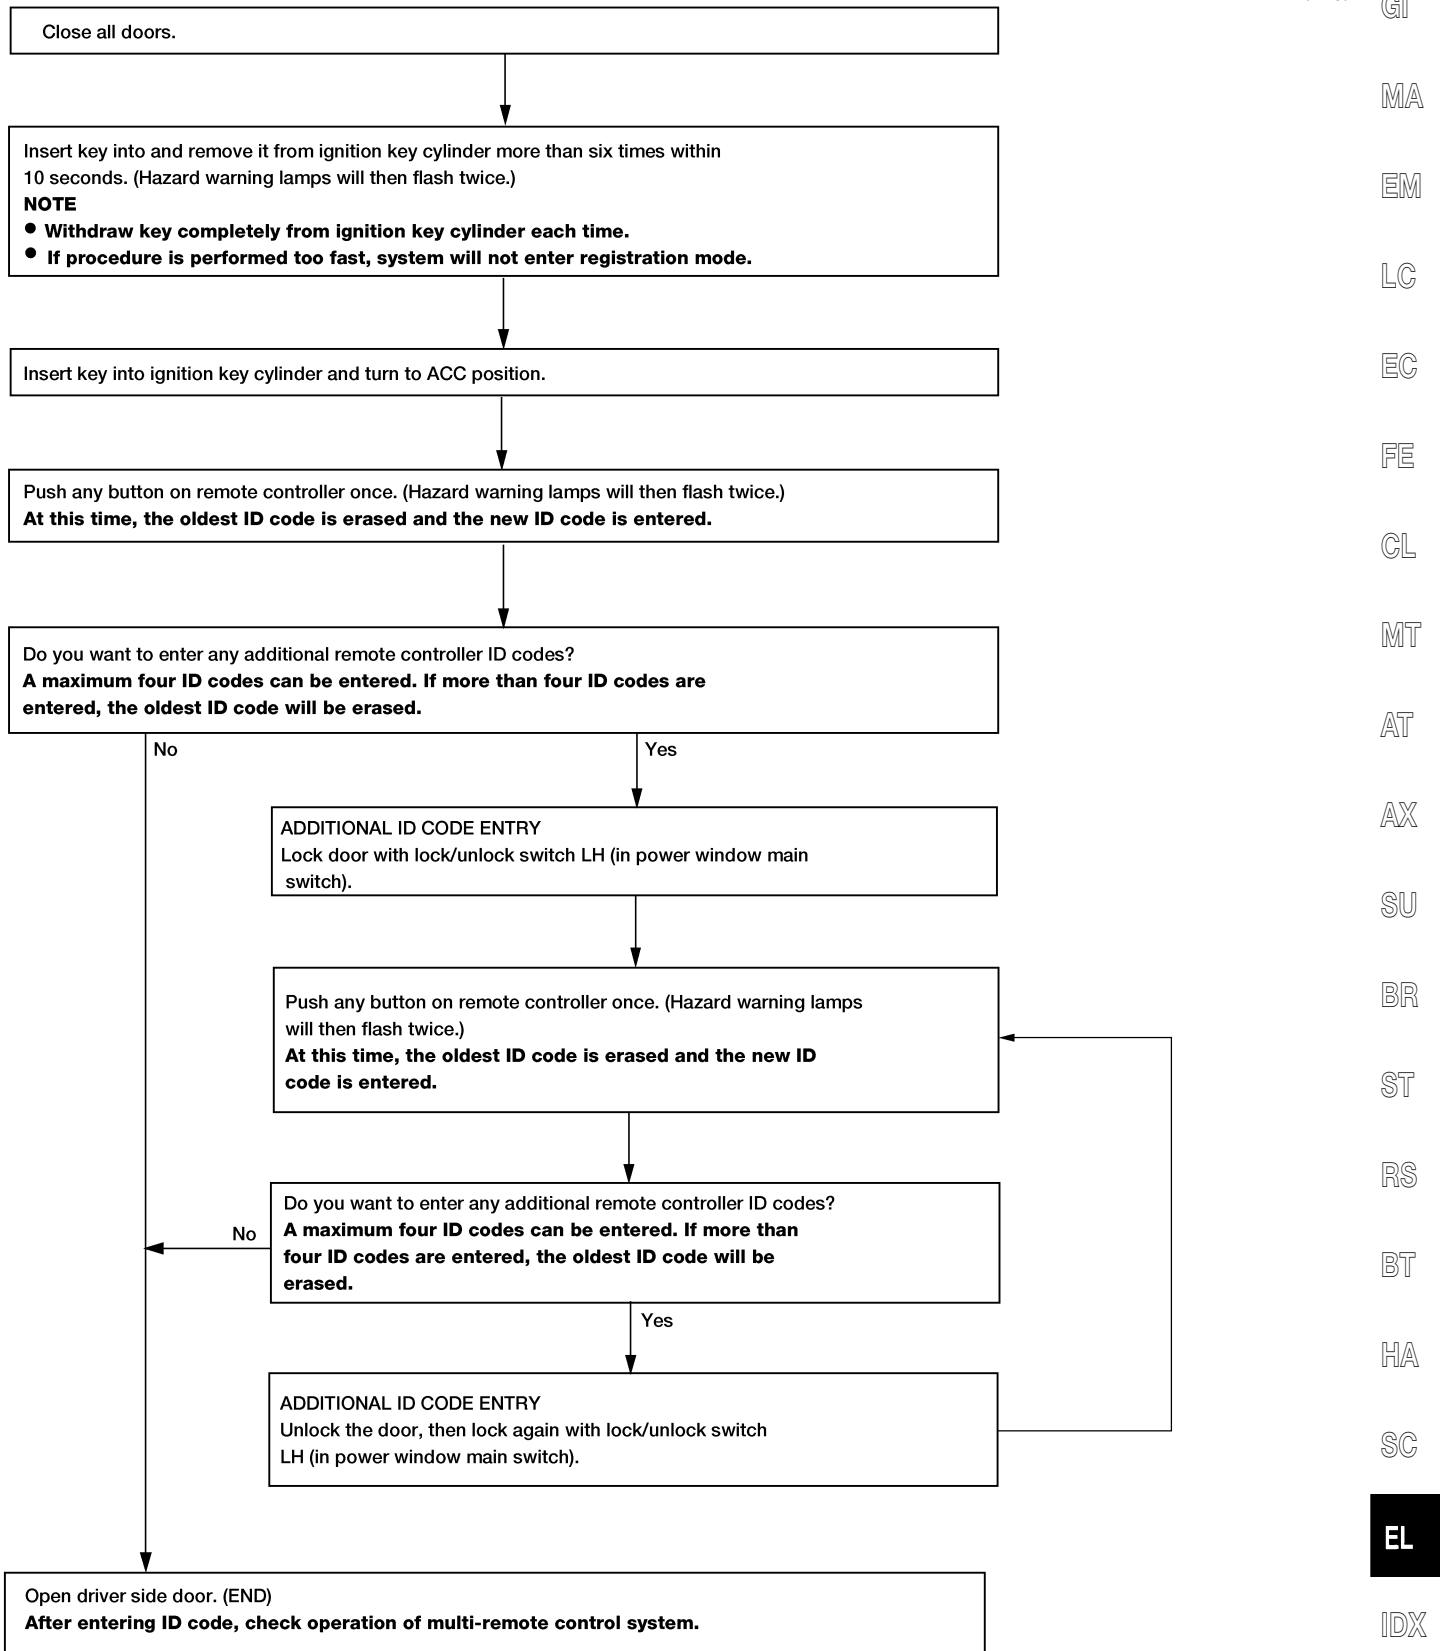 Close all doors.
Insert key into and remove it from ignition key cylinder more than six times within
10 seconds. (Hazard warning lamps will then flash twice.)
NOTE
● Withdraw key completely from ignition key cylinder each time.
● If procedure is performed too fast, system will not enter registration mode.
Insert key into ignition key cylinder and turn to ACC position.
Push any button on remote controller once. (Hazard warning lamps will then flash twice.)
At this time, the oldest ID code is erased and the new ID code is entered.
Do you want to enter any additional remote controller ID codes?
A maximum four ID codes can be entered. If more than four ID codes are
entered, the oldest ID code will be erased.
No
Yes
ADDITIONAL ID CODE ENTRY
Lock door with lock/unlock switch LH (in power window main
switch).
Push any button on remote controller once. (Hazard warning lamps
will then flash twice.)
At this time, the oldest ID code is erased and the new ID
code is entered.
Do you want to enter any additional remote controller ID codes?
A maximum four ID codes can be entered. If more than
four ID codes are entered, the oldest ID code will be
erased.
No
Yes
ADDITIONAL ID CODE ENTRY
Unlock the door, then lock again with lock/unlock switch
LH (in power window main switch).
Open driver side door. (END)
After entering ID code, check operation of multi-remote control system.
GI
MA
EM
LC
EC
FE
CL
MT
AT
AX
SU
BR
ST
RS
BT
HA
SC
EL
IDX